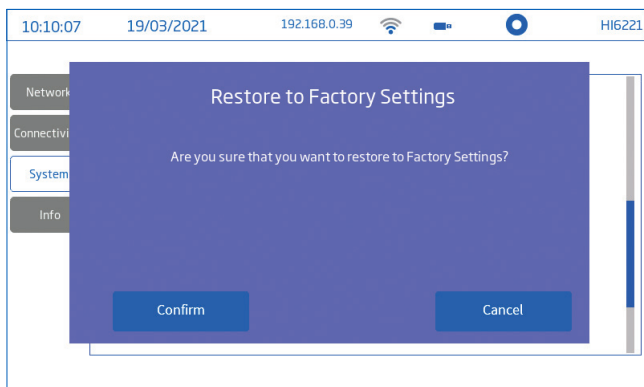 10:10:07 19/03/2021 192.168.0.39 HI6221
Restore to Factory Settings
Network
Connectivi
Are you sure that you want to restore to Factory Settings?
System
Info
Confirm Cancel